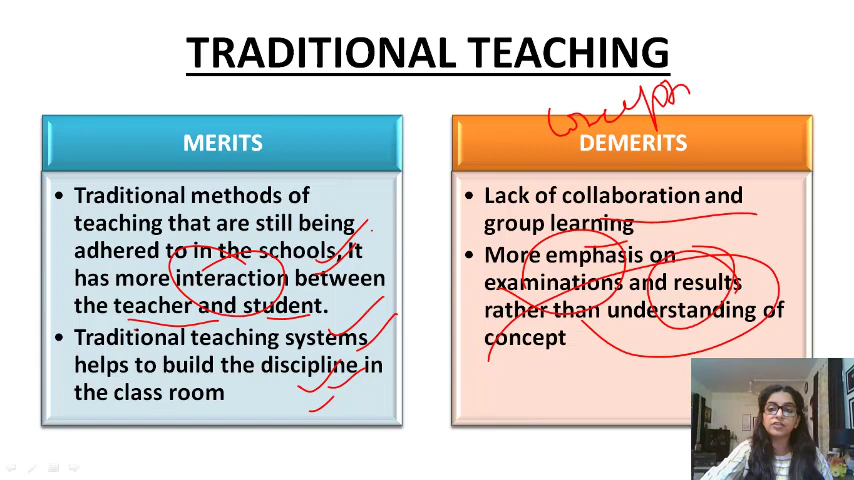 TRADITIONAL TEACHING
MERITS
• Traditional methods of
teaching that are still being
adhered to in the schools, It
has more interaction between
the teacher and student.
• Traditional teaching systems
helps to build the discipline in
the class room
concepts
DEMERITS
• Lack of collaboration and
group learning
• More emphasis on
examinations and results
rather than understanding of
concept